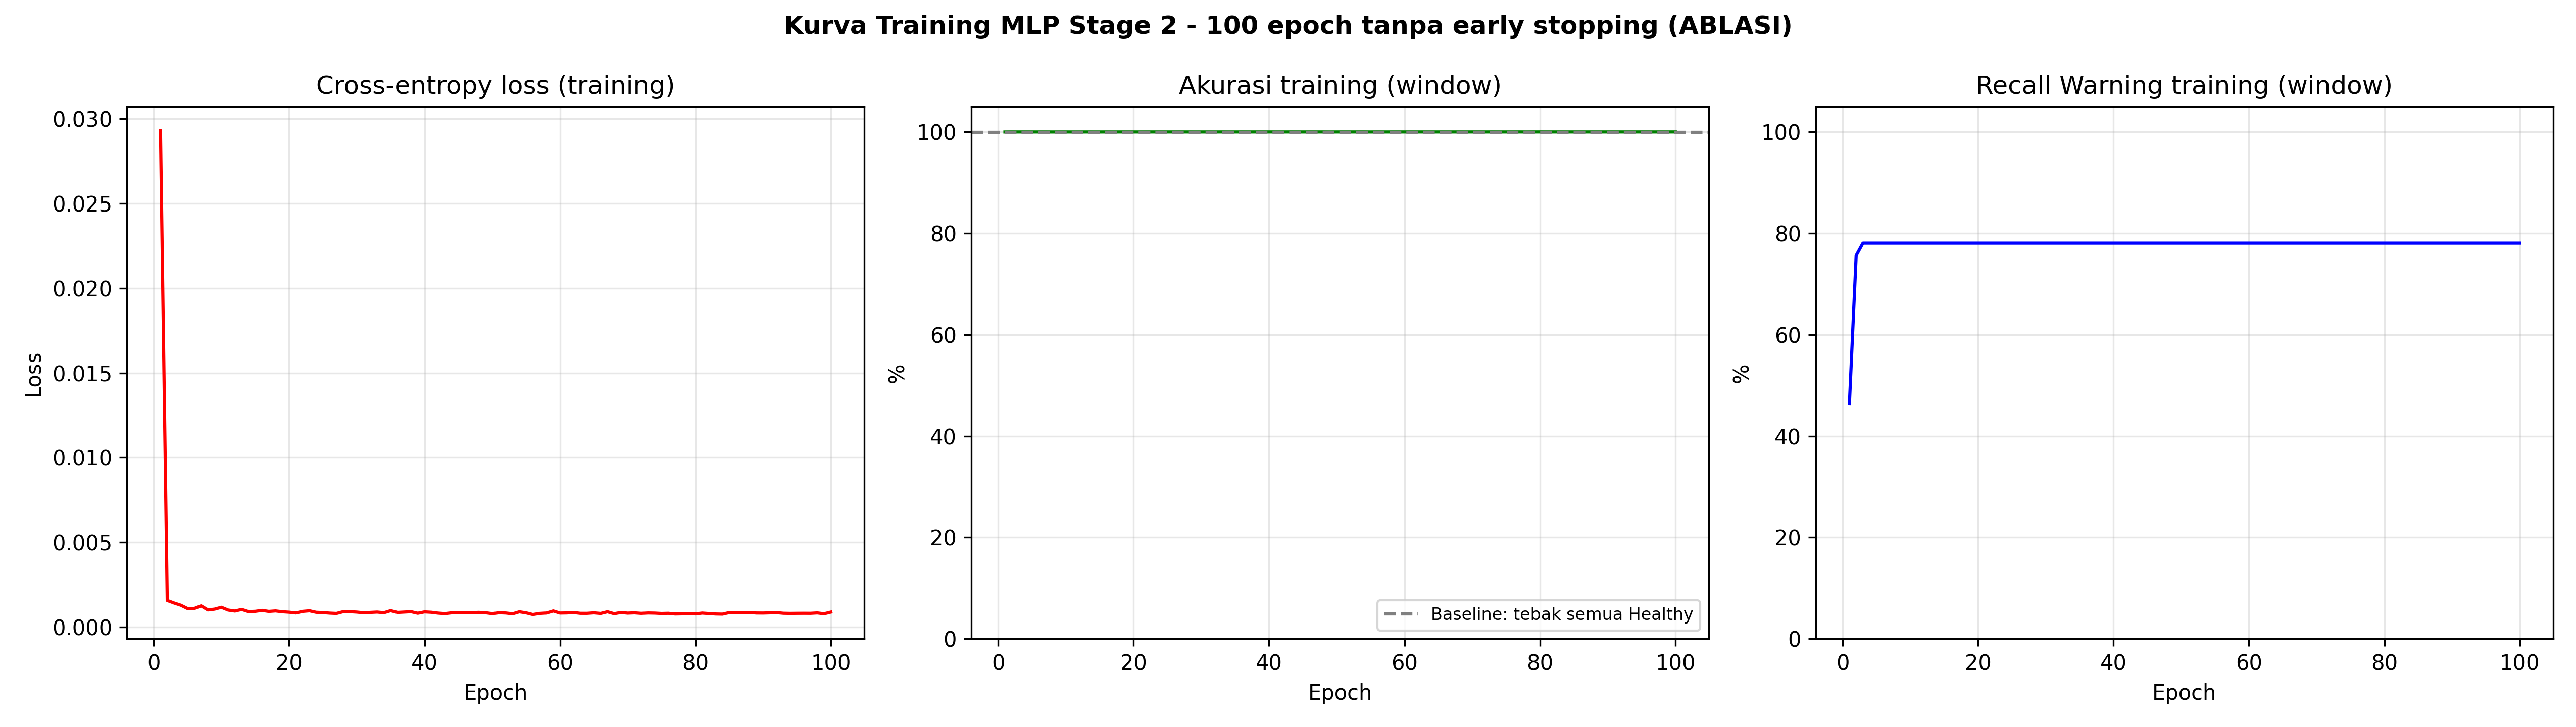 Kurva Training MLP Stage 2 - 100 epoch tanpa early stopping (ABLASI)
Cross-entropy loss (training)
Loss
0.030
0.025
0.020
0.015
0.010
0.005
0.000
0 20 40 60 80 100
Epoch
Akurasi training (window)
%
100
80
60
40
20
0
Baseline: tebak semua Healthy
0 20 40 60 80 100
Epoch
Recall Warning training (window)
%
100
80
60
40
20
0
0 20 40 60 80 100
Epoch